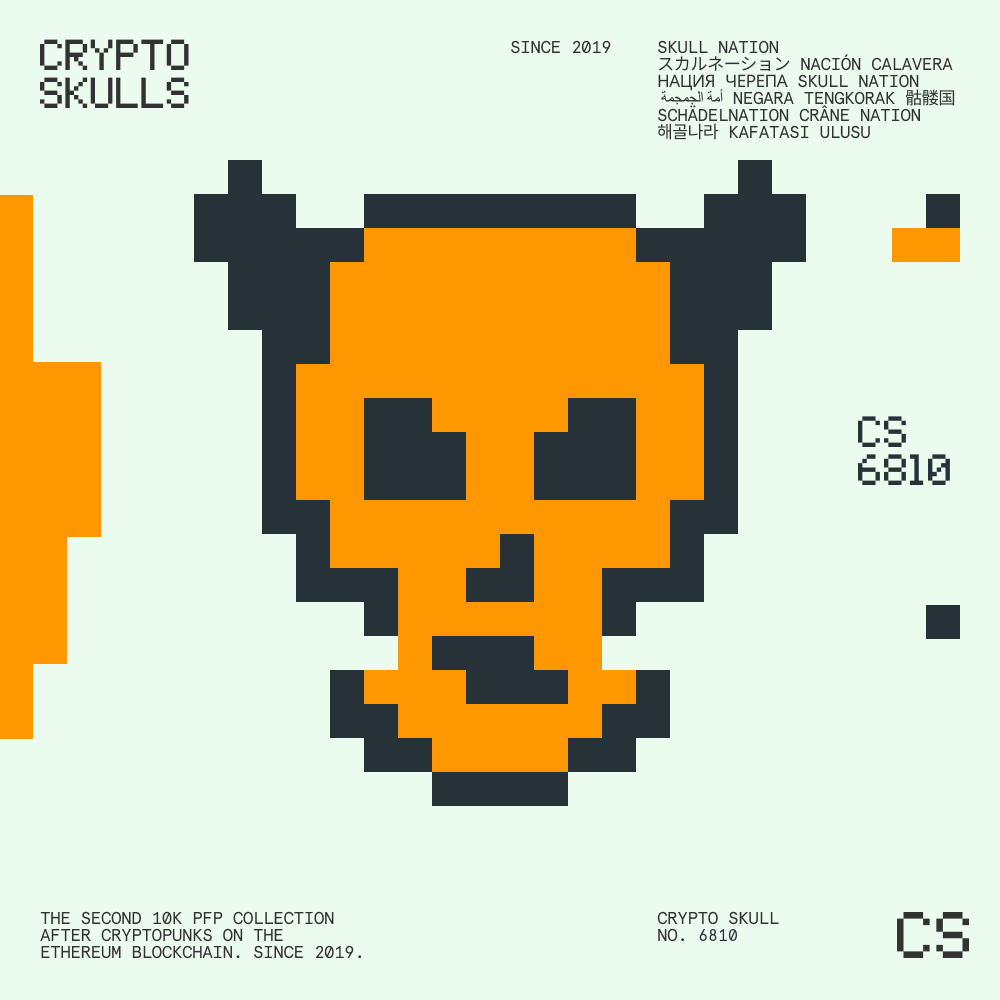 CRYPTO
SKULLS
SINCE 2019
SKULL NATION
スカルネーション NACIÓN CALAVERA
НАЦИЯ ЧЕРЕПА SKULL NATION
أمة الجمجمة NEGARA TENGKORAK 骷髅国
SCHÄDELNATION CRÂNE NATION
해골나라 KAFATASI ULUSU
CS
6810
THE SECOND 10K PFP COLLECTION
AFTER CRYPTOPUNKS ON THE
ETHEREUM BLOCKCHAIN. SINCE 2019.
CRYPTO SKULL
NO. 6810
CS